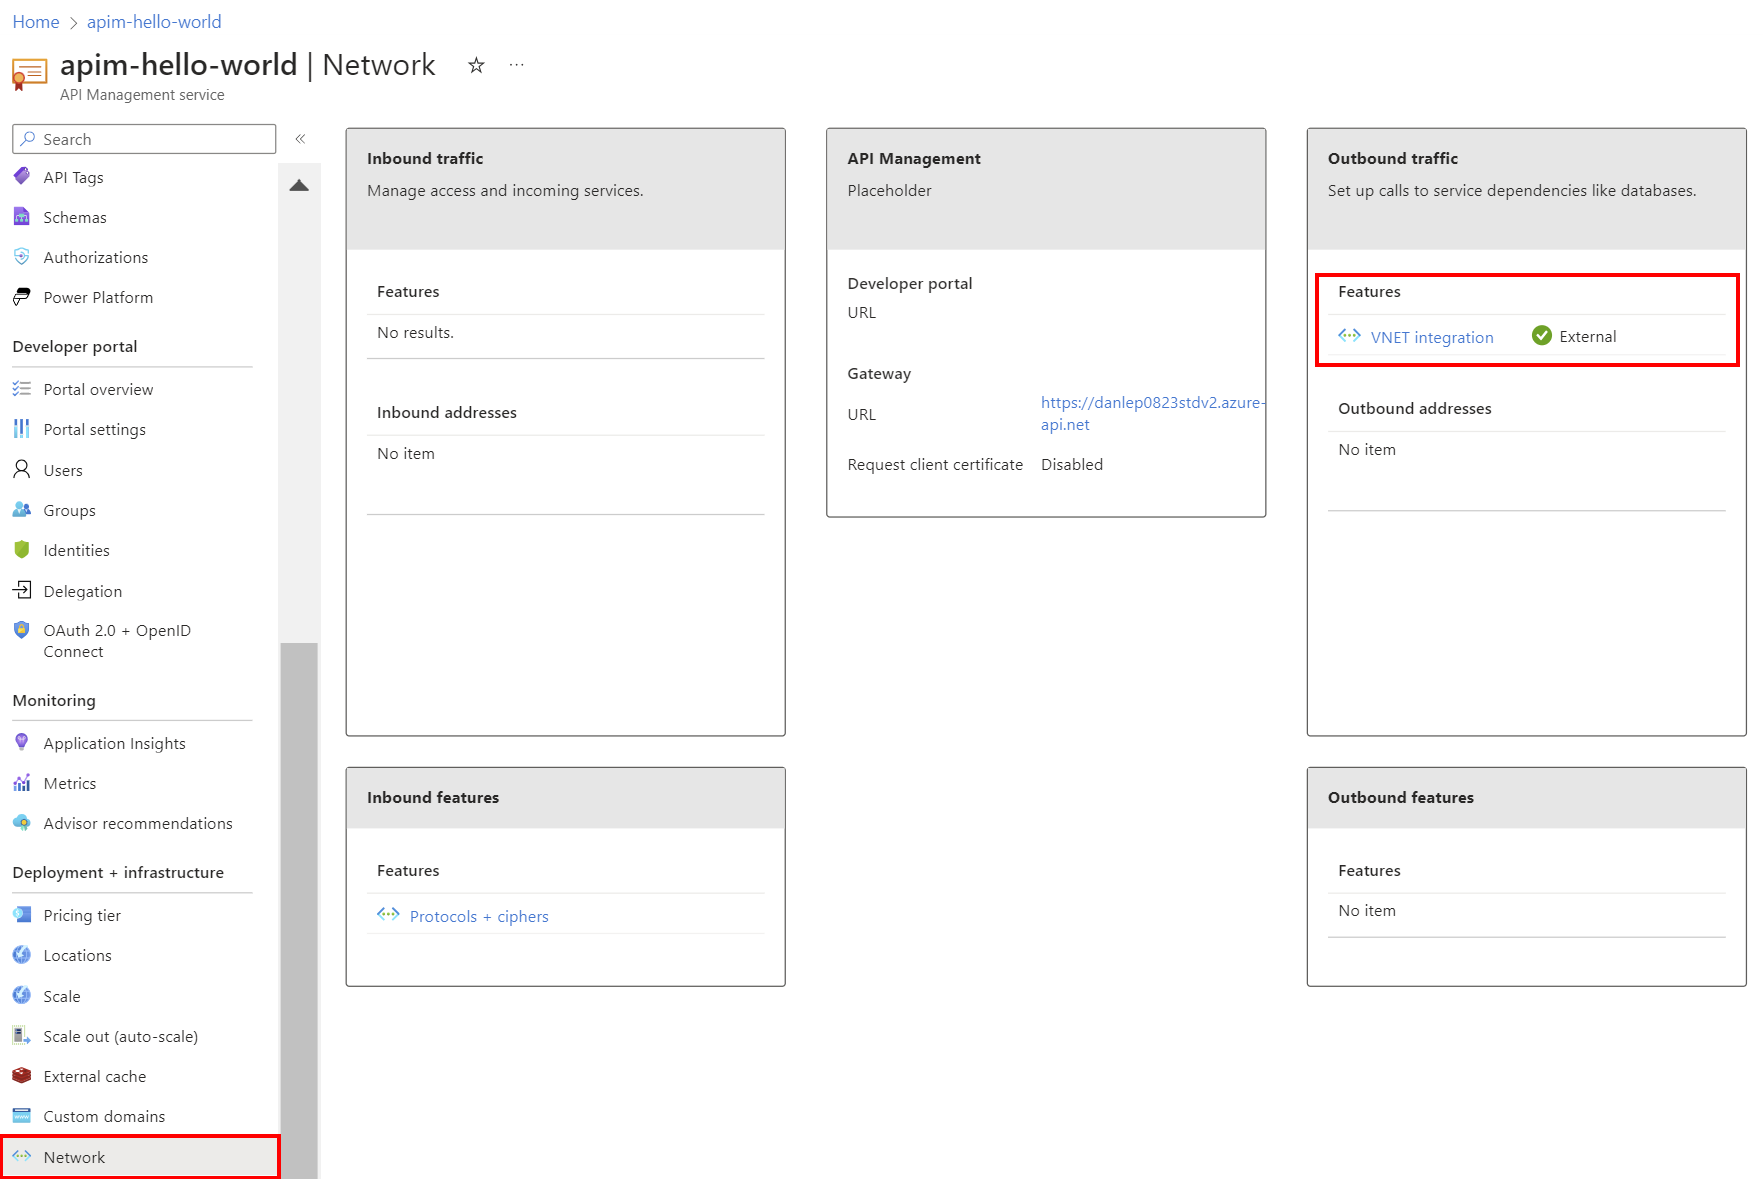 Home > apim-hello-world
apim-hello-world | Network
API Management service
Search
API Tags
Schemas
Authorizations
Power Platform
Developer portal
Portal overview
Portal settings
Users
Groups
Identities
Delegation
OAuth 2.0 + OpenID
Connect
Monitoring
Application Insights
Metrics
Advisor recommendations
Deployment + infrastructure
Pricing tier
Locations
Scale
Scale out (auto-scale)
External cache
Custom domains
Network
Inbound traffic
Manage access and incoming services.
Features
No results.
Inbound addresses
No item
Inbound features
Features
Protocols + ciphers
API Management
Placeholder
Developer portal
URL
Gateway
URL
https://danlep0823stdv2.azure-
api.net
Request client certificate Disabled
Outbound traffic
Set up calls to service dependencies like databases.
Features
VNET integration External
Outbound addresses
No item
Outbound features
Features
No item